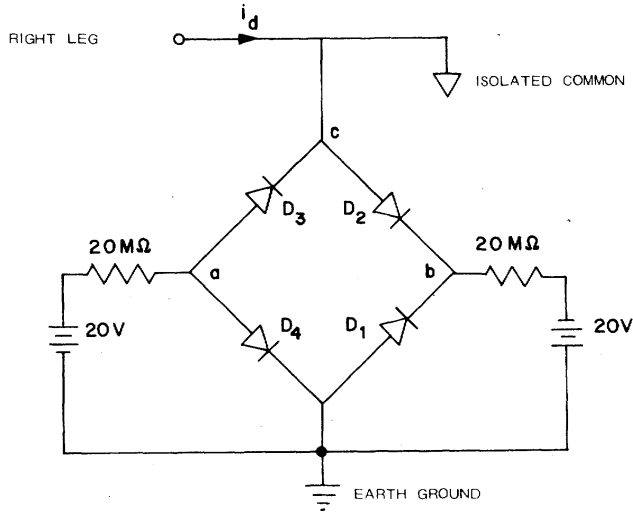 i_d
RIGHT LEG
ISOLATED COMMON
c
D₃
D₂
20MΩ
20MΩ
a
b
20V
D₄
D₁
20V
EARTH GROUND